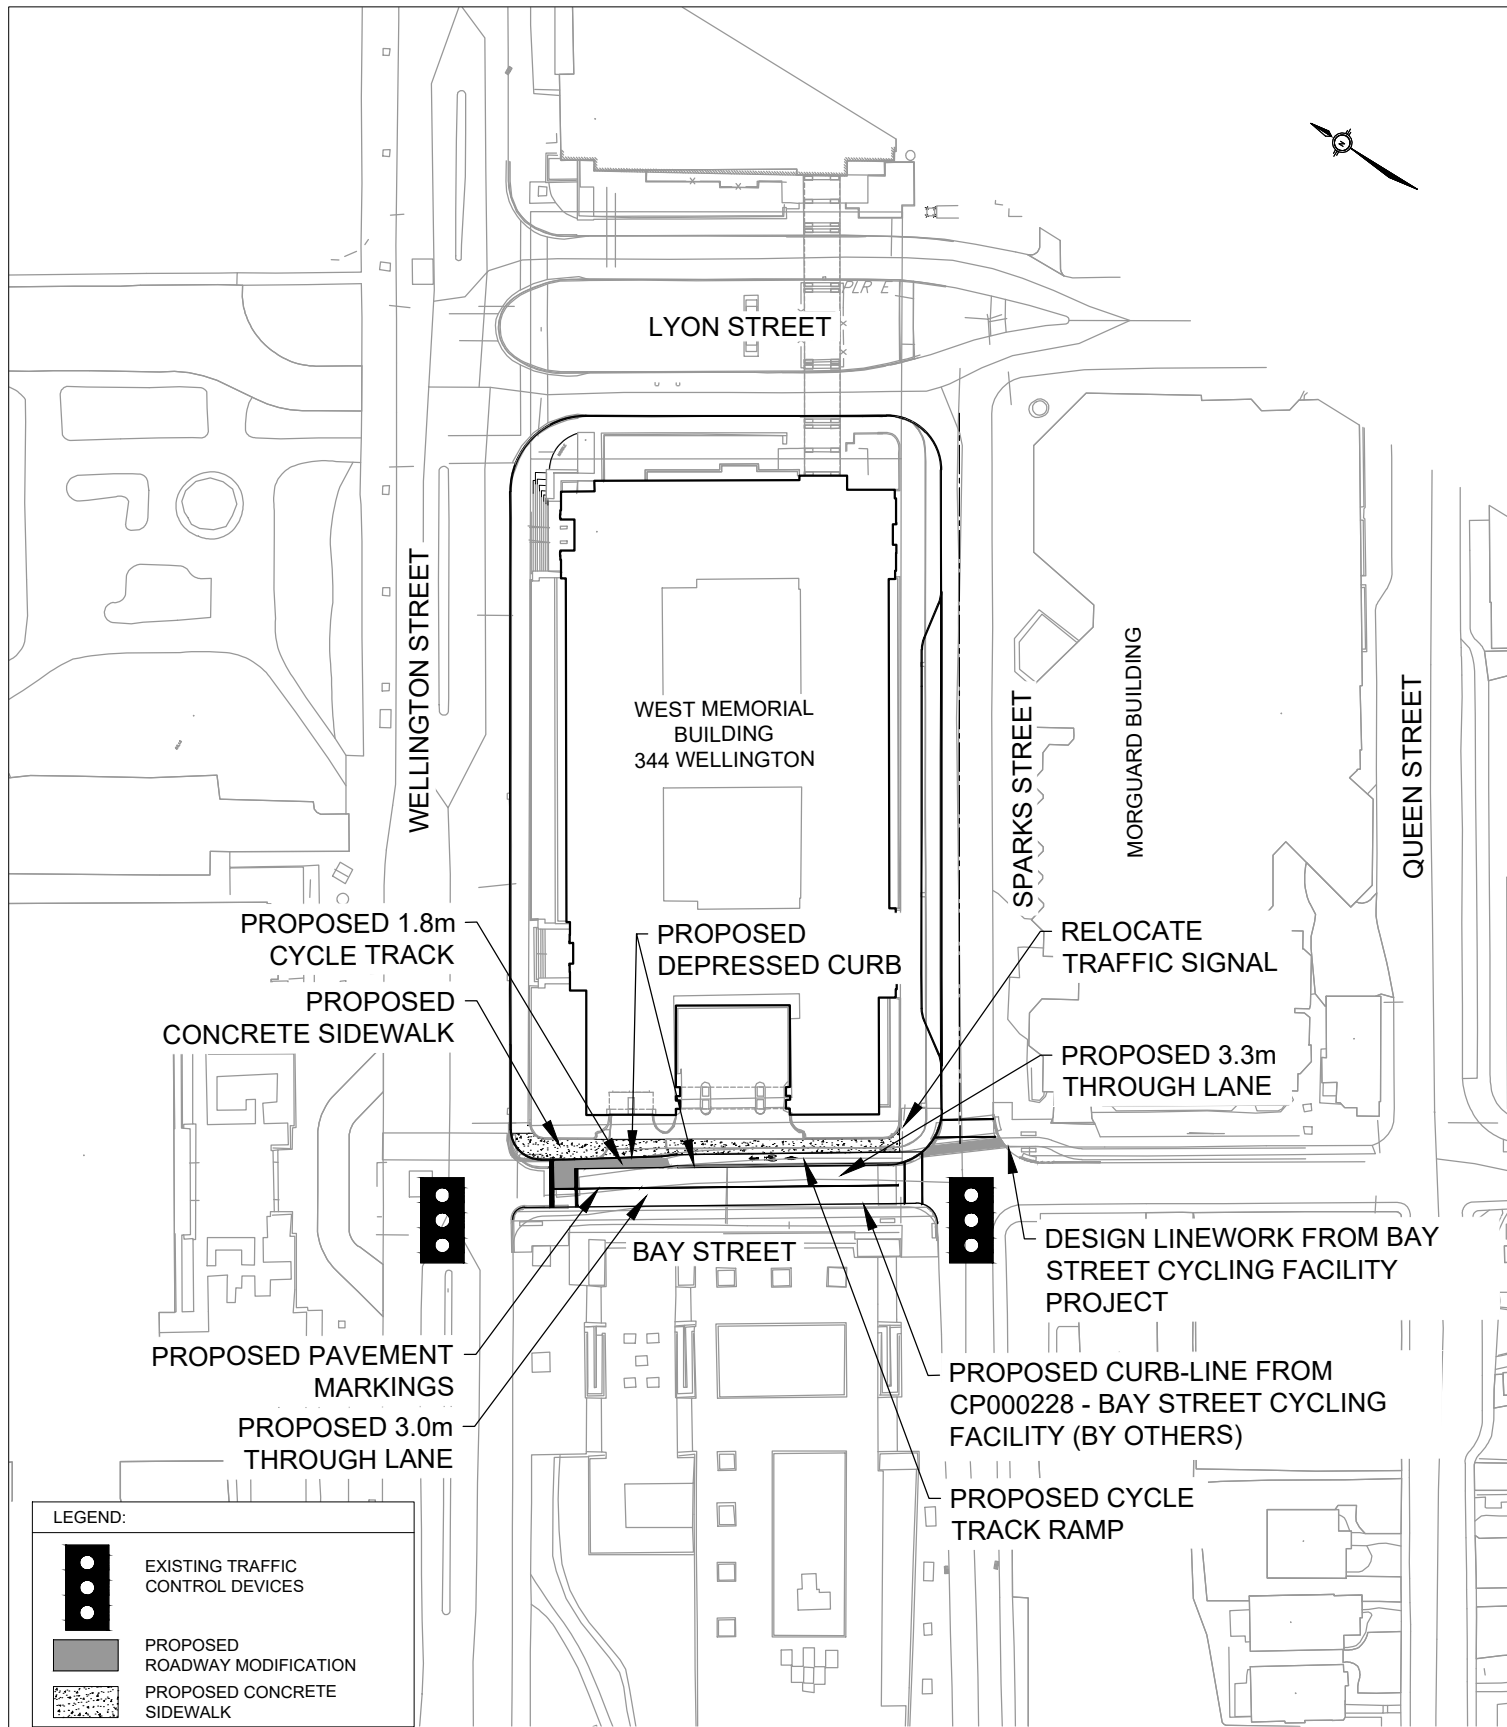 N
PLR E
LYON STREET
WELLINGTON STREET
WEST MEMORIAL
BUILDING
344 WELLINGTON
SPARKS STREET
MORGUARD BUILDING
QUEEN STREET
PROPOSED 1.8m
CYCLE TRACK
PROPOSED
CONCRETE SIDEWALK
PROPOSED
DEPRESSED CURB
RELOCATE
TRAFFIC SIGNAL
PROPOSED 3.3m
THROUGH LANE
BAY STREET
DESIGN LINEWORK FROM BAY
STREET CYCLING FACILITY
PROJECT
PROPOSED PAVEMENT
MARKINGS
PROPOSED 3.0m
THROUGH LANE
PROPOSED CURB-LINE FROM
CP000228 - BAY STREET CYCLING
FACILITY (BY OTHERS)
PROPOSED CYCLE
TRACK RAMP
LEGEND:
EXISTING TRAFFIC
CONTROL DEVICES
PROPOSED
ROADWAY MODIFICATION
PROPOSED CONCRETE
SIDEWALK